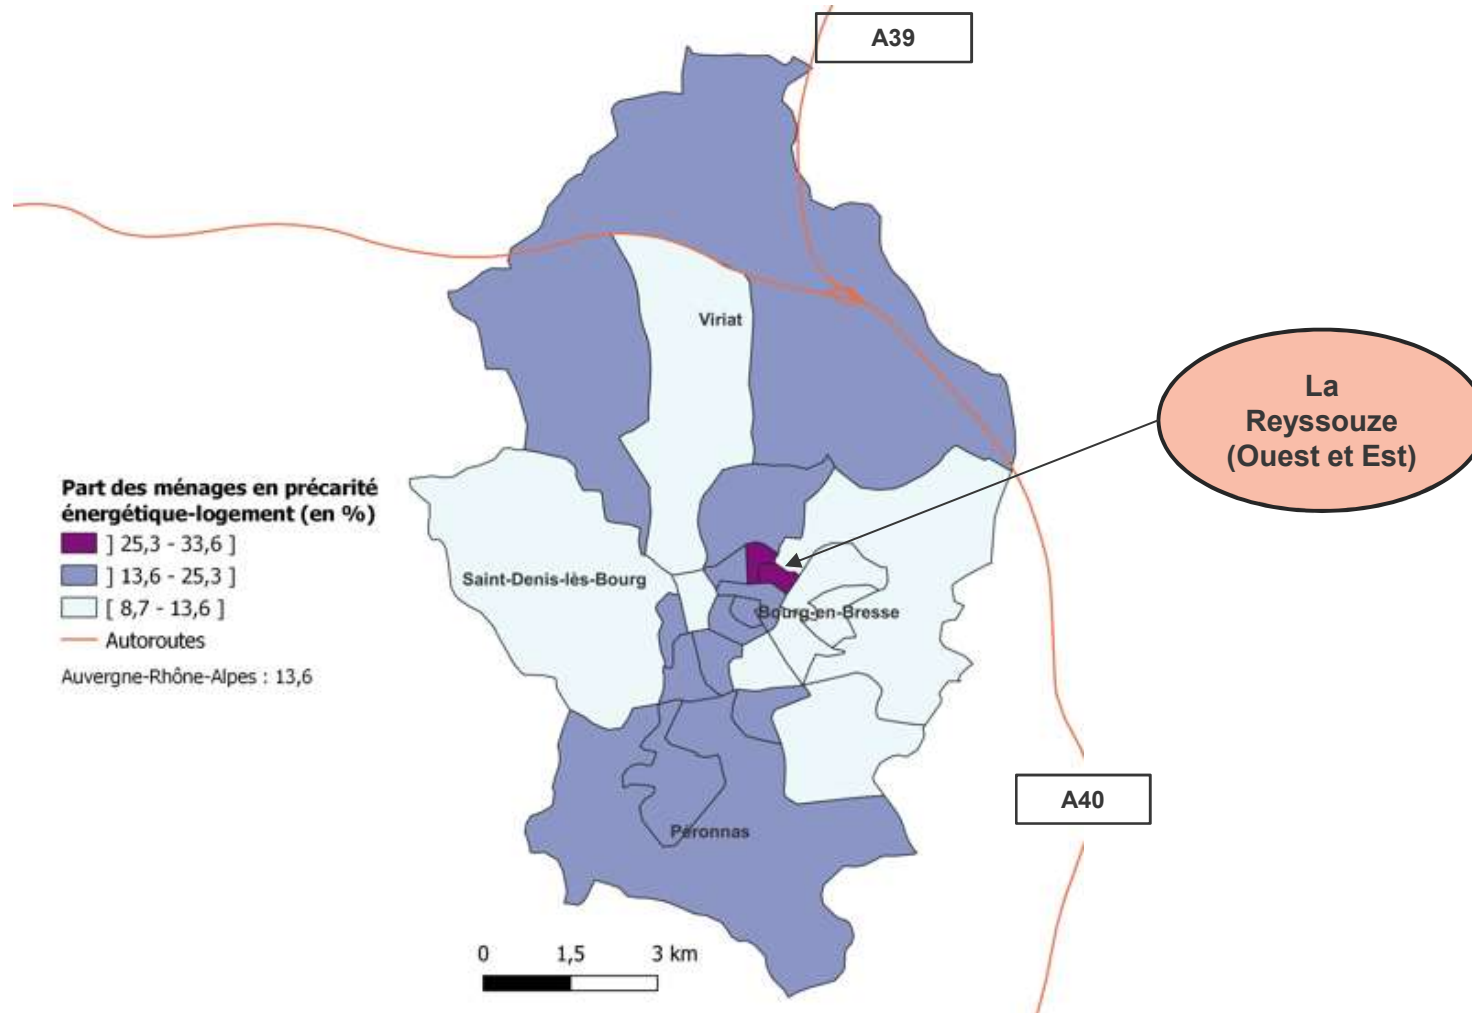 A39
Viriat
La
Reyssouze
(Ouest et Est)
Part des ménages en précarité
énergétique-logement (en %)
] 25,3 - 33,6 ]
] 13,6 - 25,3 ]
[ 8,7 - 13,6 ]
Autoroutes
Auvergne-Rhône-Alpes : 13,6
Saint-Denis-lès-Bourg
Bourg-en-Bresse
A40
Péronnas
0 1,5 3 km